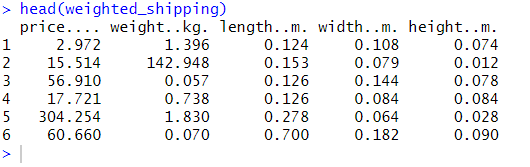 > head(weighted_shipping)
price.... weight..kg. length..m. width..m. height..m.
1 2.972 1.396 0.124 0.108 0.074
2 15.514 142.948 0.153 0.079 0.012
3 56.910 0.057 0.126 0.144 0.078
4 17.721 0.738 0.126 0.084 0.084
5 304.254 1.830 0.278 0.064 0.028
6 60.660 0.070 0.700 0.182 0.090
>